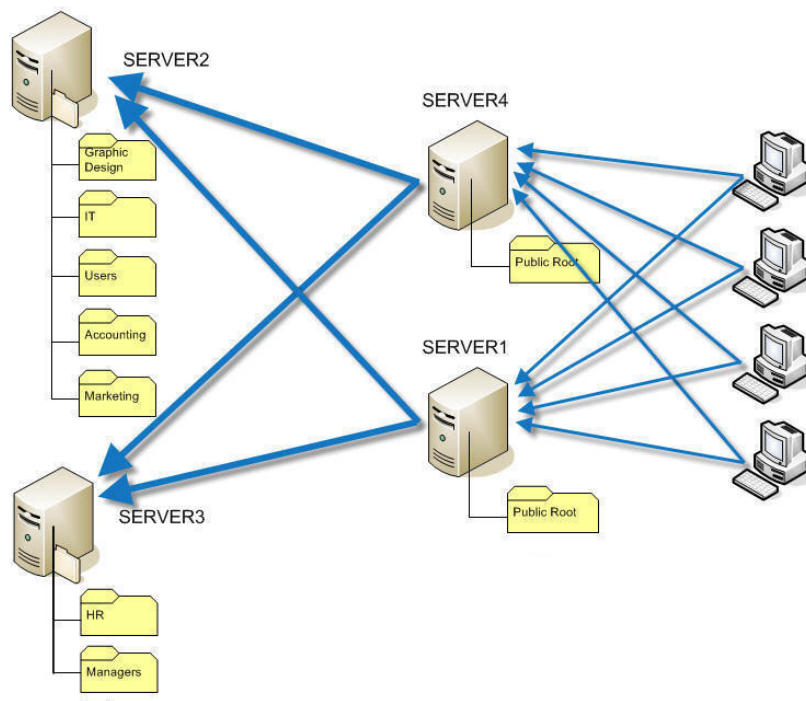 SERVER2
Graphic
Design
IT
Users
Accounting
Marketing
SERVER3
HR
Managers
SERVER4
Public Root
SERVER1
Public Root